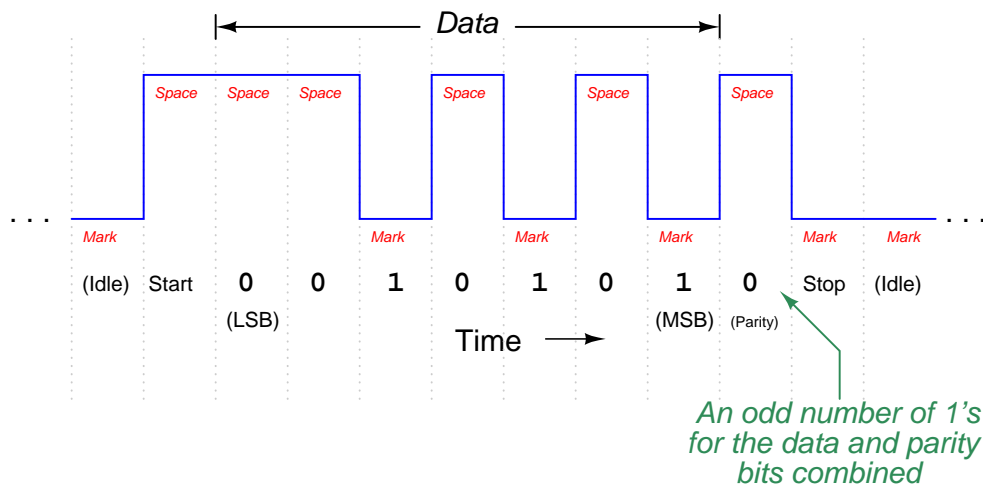 Data
Space Space Space Space Space Space
. . . . . .
Mark Mark Mark Mark Mark Mark
(Idle) Start 0 0 1 0 1 0 1 0 Stop (Idle)
(LSB) (MSB) (Parity)
Time
An odd number of 1's
for the data and parity
bits combined